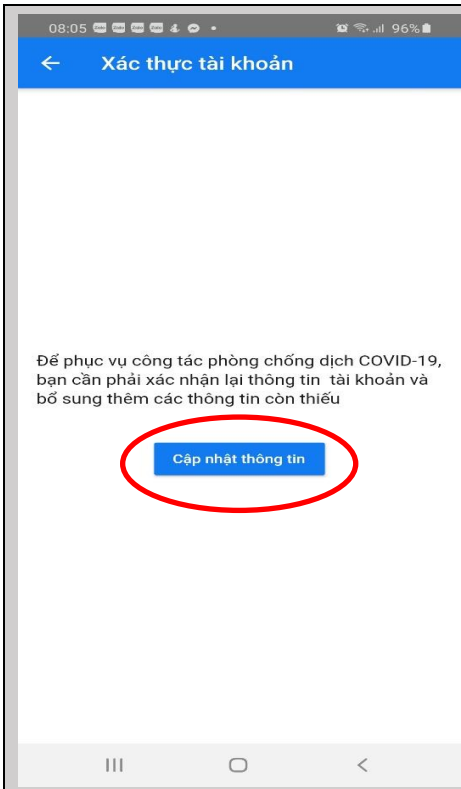 08:05 96%
Xác thực tài khoản
Để phục vụ công tác phòng chống dịch COVID-19,
bạn cần phải xác nhận lại thông tin tài khoản và
bổ sung thêm các thông tin còn thiếu
Cập nhật thông tin